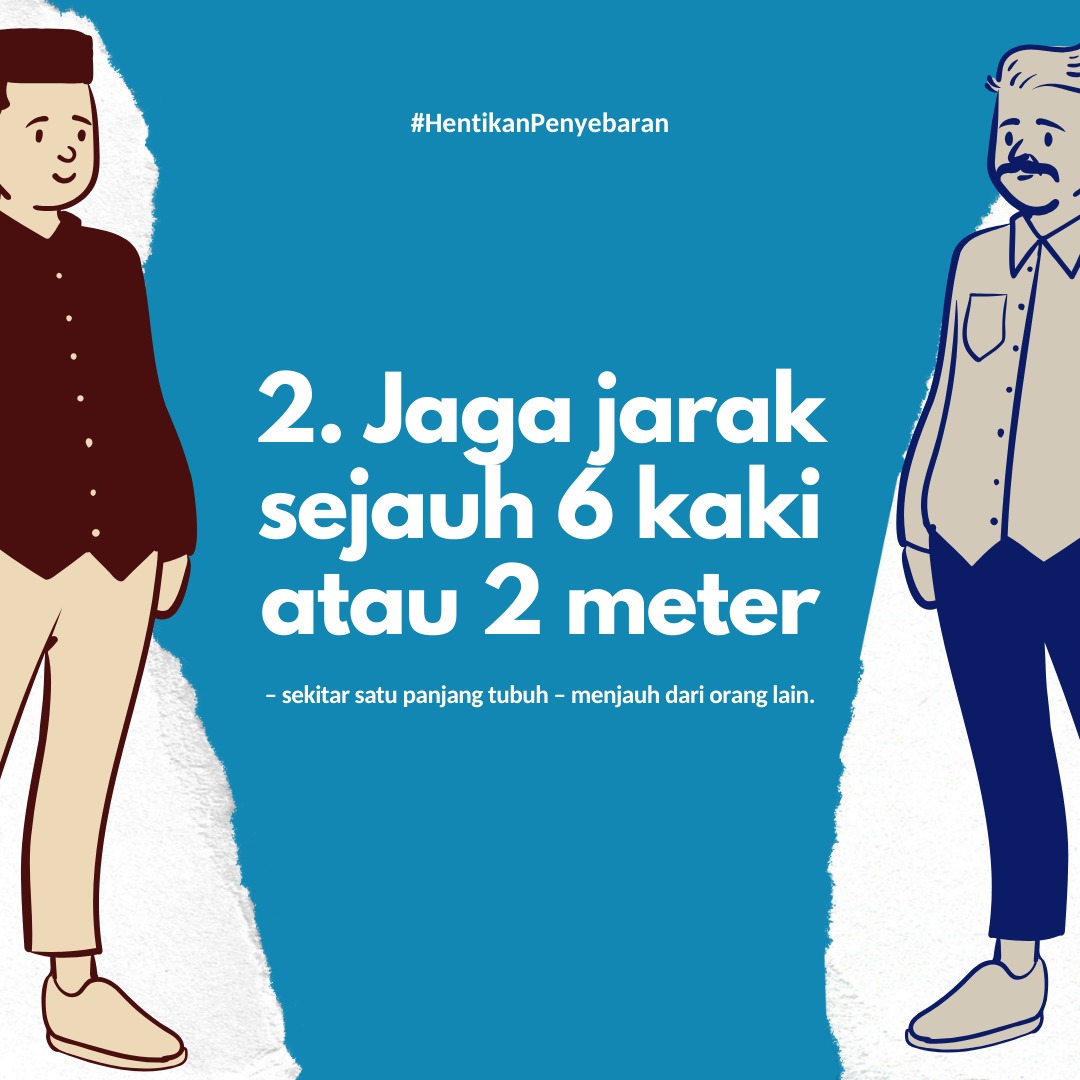 #HentikanPenyebaran
2. Jaga jarak
sejauh 6 kaki
atau 2 meter
– sekitar satu panjang tubuh – menjauh dari orang lain.